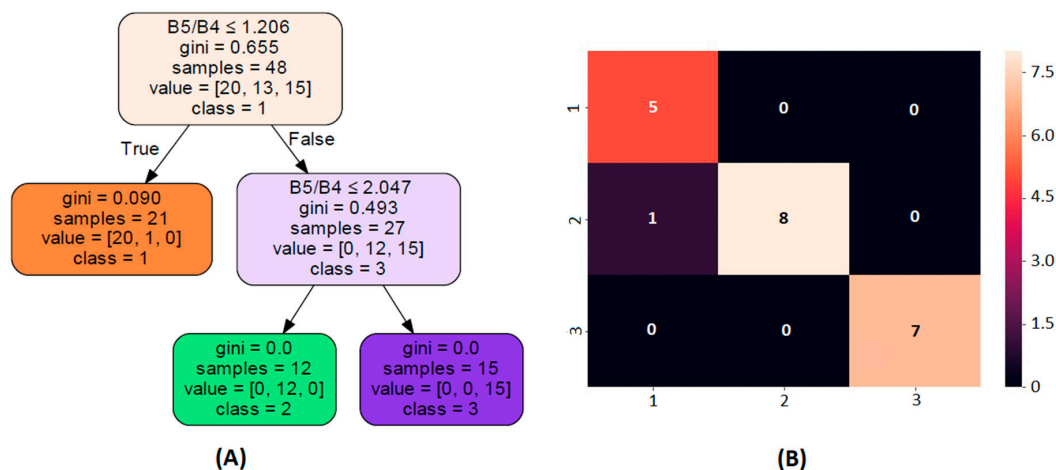 B5/B4 ≤ 1.206
gini = 0.655
samples = 48
value = [20, 13, 15]
class = 1
True
False
gini = 0.090
samples = 21
value = [20, 1, 0]
class = 1
B5/B4 ≤ 2.047
gini = 0.493
samples = 27
value = [0, 12, 15]
class = 3
gini = 0.0
samples = 12
value = [0, 12, 0]
class = 2
gini = 0.0
samples = 15
value = [0, 0, 15]
class = 3
(A)
1
5 0 0
2
1 8 0
3
0 0 7
1 2 3
7.5
6.0
4.5
3.0
1.5
0.0
(B)